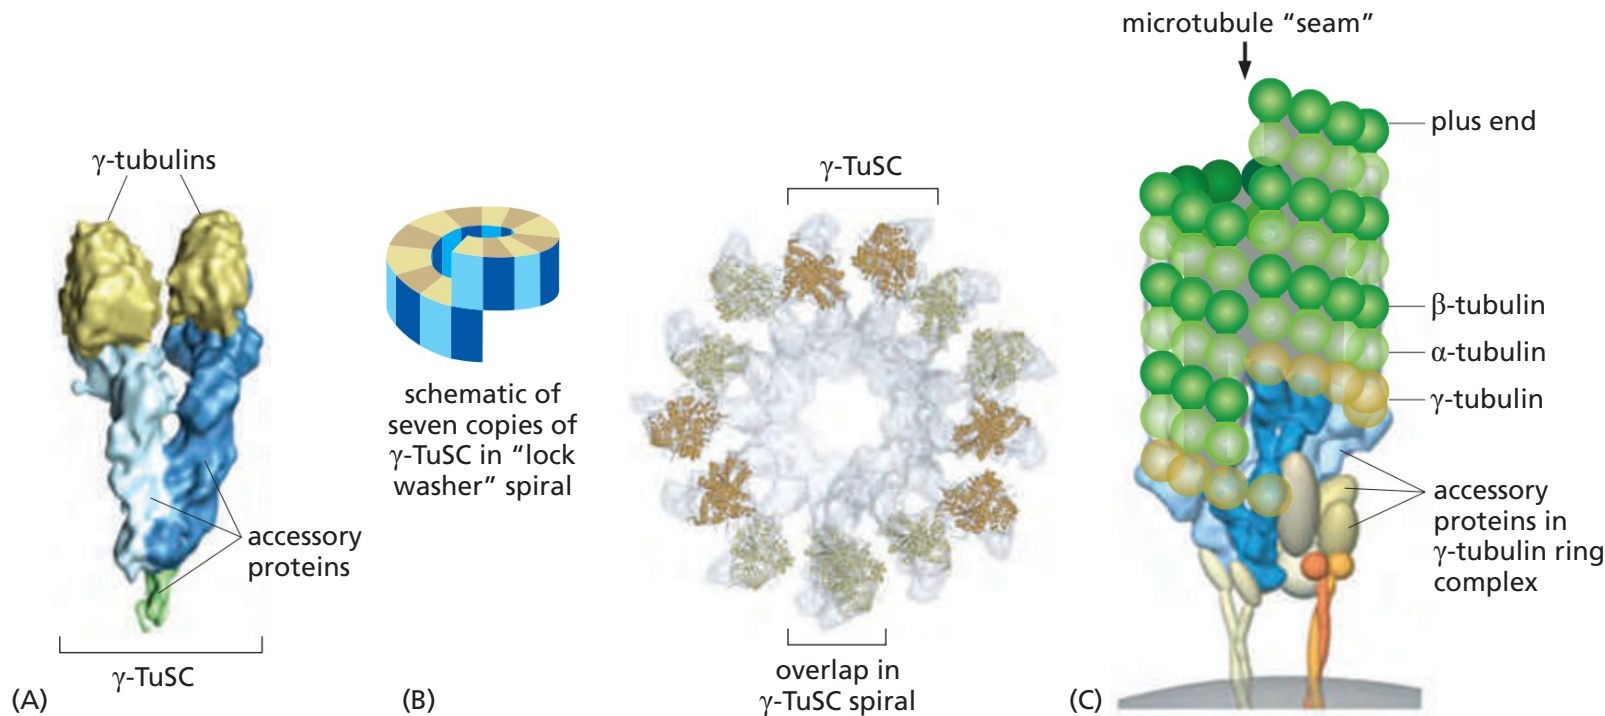 γ-tubulins
accessory
proteins
γ-TuSC
(A)
schematic of
seven copies of
γ-TuSC in “lock
washer” spiral
γ-TuSC
overlap in
γ-TuSC spiral
(B)
microtubule “seam”
plus end
β-tubulin
α-tubulin
γ-tubulin
accessory
proteins in
γ-tubulin ring
complex
(C)